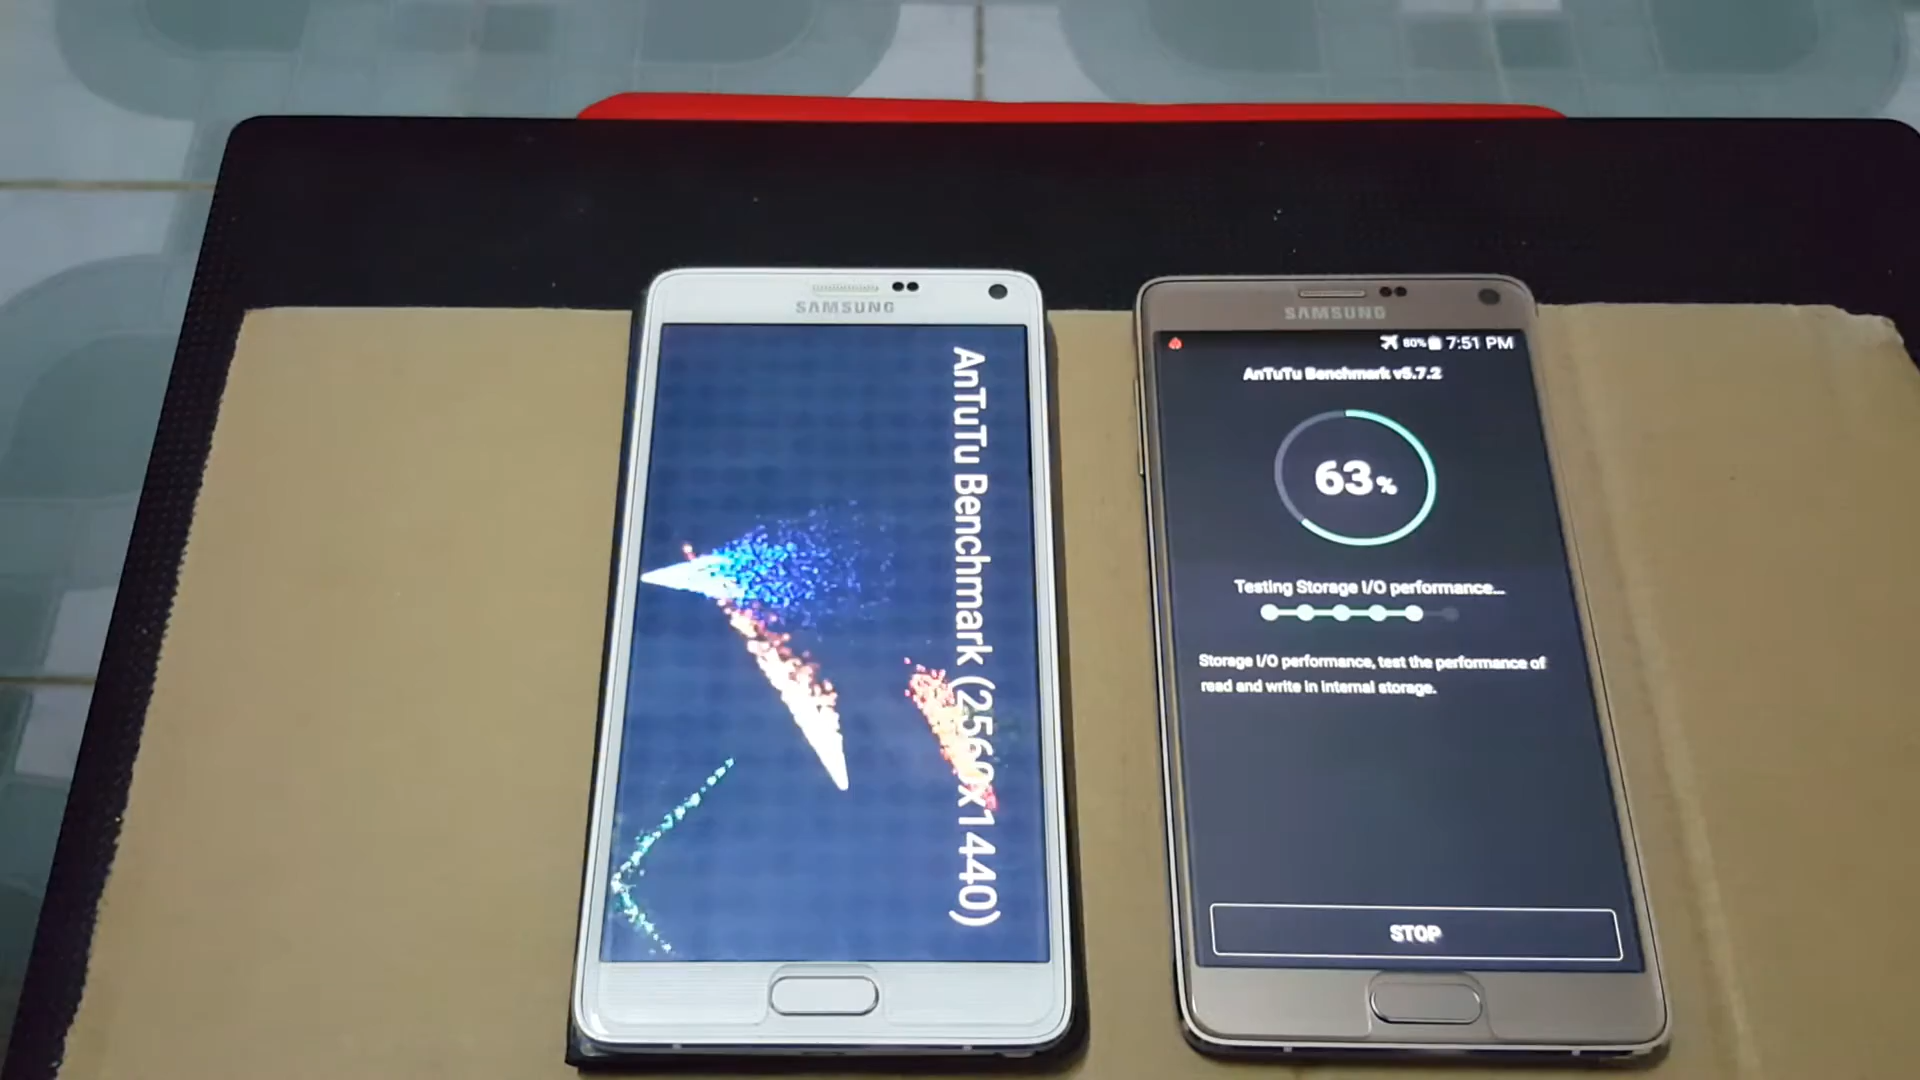 SAMSUNG
AnTuTu Benchmark (2560x1440)
SAMSUNG
80% 7:51 PM
AnTuTu Benchmark v5.7.2
63%
Testing Storage I/O performance...
Storage I/O performance, test the performance of
read and write in internal storage.
STOP